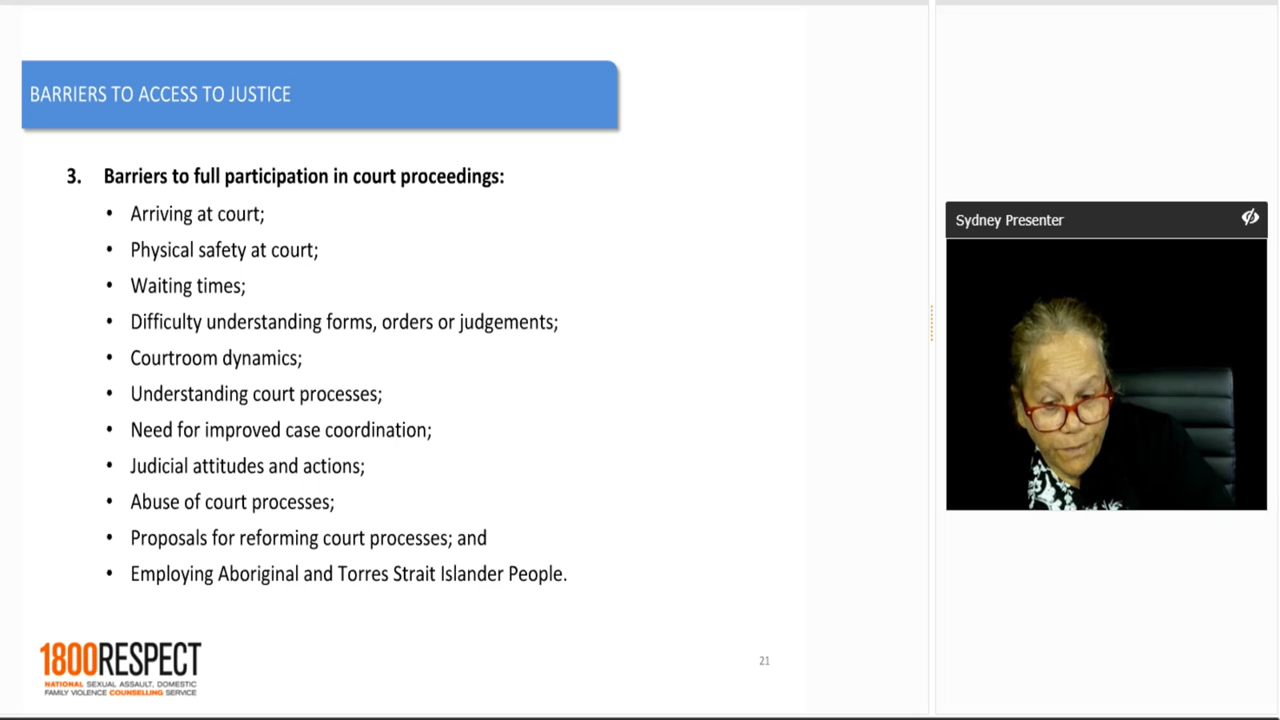 BARRIERS TO ACCESS TO JUSTICE
3. Barriers to full participation in court proceedings:
• Arriving at court;
• Physical safety at court;
• Waiting times;
• Difficulty understanding forms, orders or judgements;
• Courtroom dynamics;
• Understanding court processes;
• Need for improved case coordination;
• Judicial attitudes and actions;
• Abuse of court processes;
• Proposals for reforming court processes; and
• Employing Aboriginal and Torres Strait Islander People.
1800RESPECT
NATIONAL SEXUAL ASSAULT, DOMESTIC
FAMILY VIOLENCE COUNSELLING SERVICE
21
Sydney Presenter